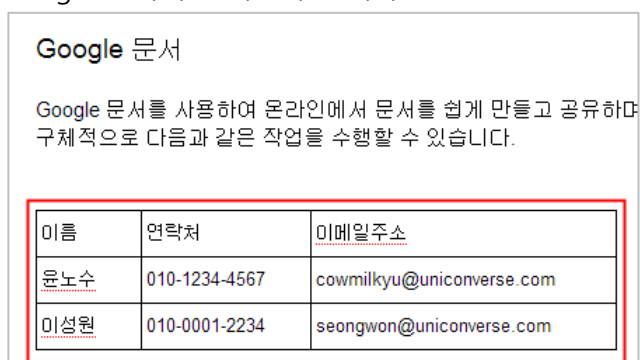 Google 문서
Google 문서를 사용하여 온라인에서 문서를 쉽게 만들고 공유하며
구체적으로 다음과 같은 작업을 수행할 수 있습니다.
이름 연락처 이메일주소
윤노수 010-1234-4567 cowmilkyu@uniconverse.com
이성원 010-0001-2234 seongwon@uniconverse.com